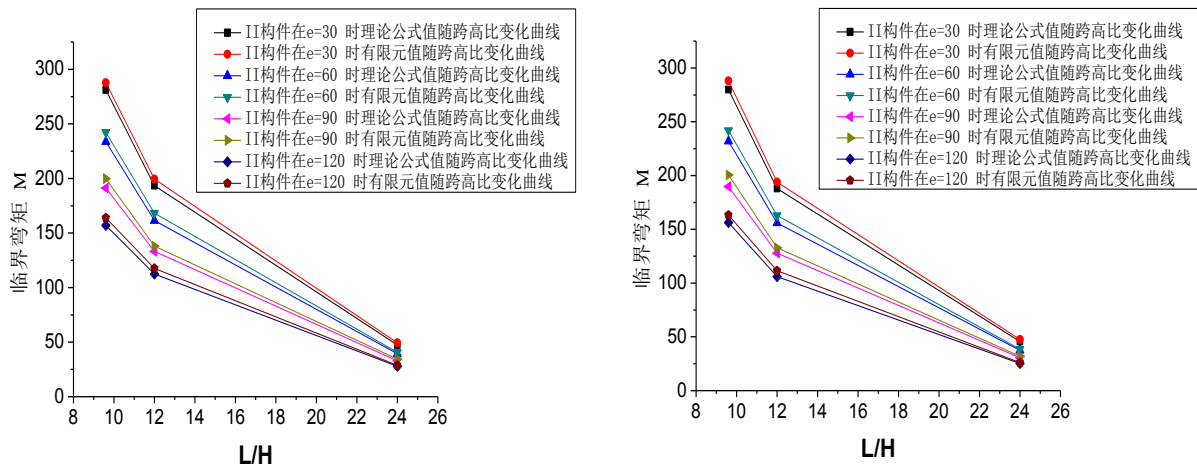 II构件在e=30 时理论公式值随跨高比变化曲线
II构件在e=30 时有限元值随跨高比变化曲线
II构件在e=60 时理论公式值随跨高比变化曲线
II构件在e=60 时有限元值随跨高比变化曲线
II构件在e=90 时理论公式值随跨高比变化曲线
II构件在e=90 时有限元值随跨高比变化曲线
II构件在e=120 时理论公式值随跨高比变化曲线
II构件在e=120 时有限元值随跨高比变化曲线
300
250
200
150
100
50
0
临界弯矩 M
8 10 12 14 16 18 20 22 24 26
L/H
II构件在e=30 时理论公式值随跨高比变化曲线
II构件在e=30 时有限元值随跨高比变化曲线
II构件在e=60 时理论公式值随跨高比变化曲线
II构件在e=60 时有限元值随跨高比变化曲线
II构件在e=90 时理论公式值随跨高比变化曲线
II构件在e=90 时有限元值随跨高比变化曲线
II构件在e=120 时理论公式值随跨高比变化曲线
II构件在e=120 时有限元值随跨高比变化曲线
300
250
200
150
100
50
0
临界弯矩 M
8 10 12 14 16 18 20 22 24 26
L/H